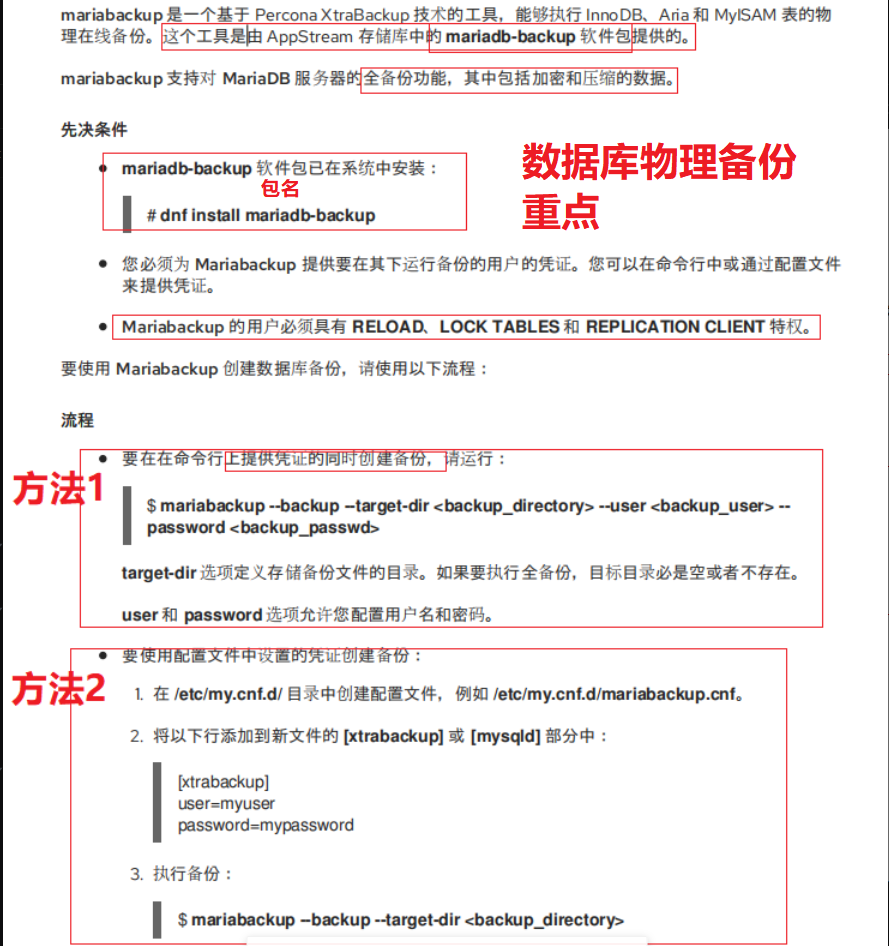 mariabackup 是一个基于 Percona XtraBackup 技术的工具，能够执行 InnoDB、Aria 和 MyISAM 表的物
理在线备份。这个工具是由 AppStream 存储库中的 mariadb-backup 软件包提供的。
mariabackup 支持对 MariaDB 服务器的全备份功能，其中包括加密和压缩的数据。
先决条件
● mariadb-backup 软件包已在系统中安装：
包名
# dnf install mariadb-backup
数据库物理备份
重点
● 您必须为 Mariabackup 提供要在其下运行备份的用户的凭证。您可以在命令行中或通过配置文件
来提供凭证。
● Mariabackup 的用户必须具有 RELOAD、LOCK TABLES 和 REPLICATION CLIENT 特权。
要使用 Mariabackup 创建数据库备份，请使用以下流程：
流程
方法1
● 要在在命令行上提供凭证的同时创建备份，请运行：
$ mariabackup --backup --target-dir <backup_directory> --user <backup_user> --
password <backup_passwd>
target-dir 选项定义存储备份文件的目录。如果要执行全备份，目标目录必是空或者不存在。
user 和 password 选项允许您配置用户名和密码。
方法2
● 要使用配置文件中设置的凭证创建备份：
1. 在 /etc/my.cnf.d/ 目录中创建配置文件，例如 /etc/my.cnf.d/mariabackup.cnf。
2. 将以下行添加到新文件的 [xtrabackup] 或 [mysqld] 部分中：
[xtrabackup]
user=myuser
password=mypassword
3. 执行备份：
$ mariabackup --backup --target-dir <backup_directory>